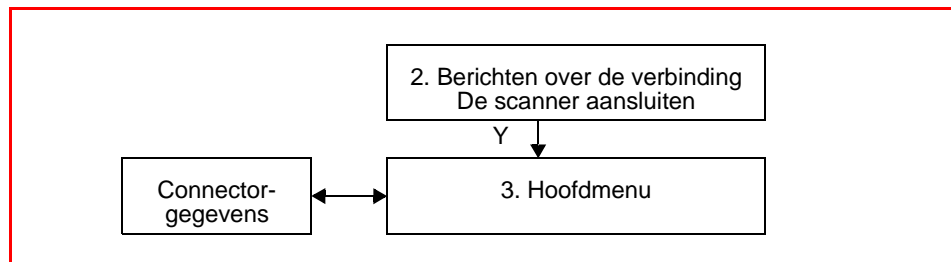 2. Berichten over de verbinding
De scanner aansluiten
Y
Connector-
gegevens
3. Hoofdmenu